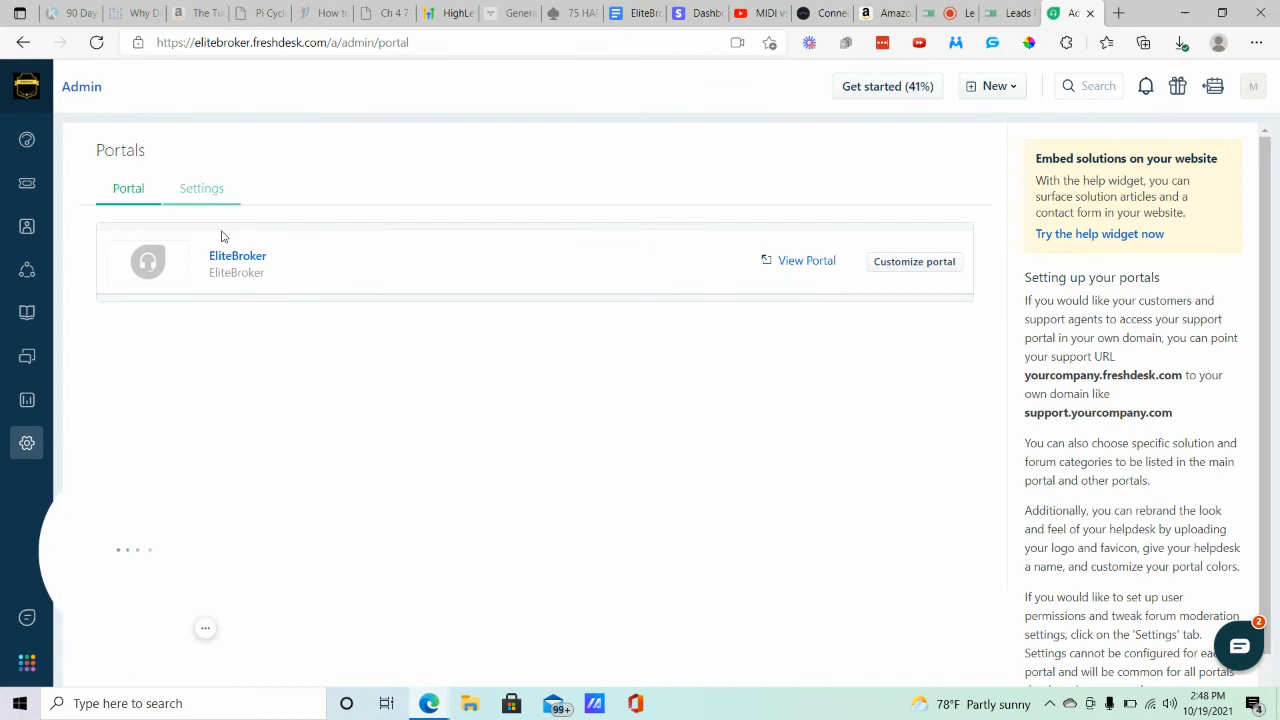 90 Day
Why D
The Tu
Pi Cycl
How to
Ch 4 7
HighLe
Genera
75 HAR
EliteBro
Dashb
MIDI v
Conne
Amazo
Le
Leads
Ad
https://elitebroker.freshdesk.com/a/admin/portal
Admin
Get started (41%)
New
Search
M
Portals
Portal
Settings
EliteBroker
EliteBroker
View Portal
Customize portal
Embed solutions on your website
With the help widget, you can
surface solution articles and a
contact form in your website.
Try the help widget now
Setting up your portals
If you would like your customers and
support agents to access your support
portal in your own domain, you can point
your support URL
yourcompany.freshdesk.com to your
own domain like
support.yourcompany.com
You can also choose specific solution and
forum categories to be listed in the main
portal and other portals.
Additionally, you can rebrand the look
and feel of your helpdesk by uploading
your logo and favicon, give your helpdesk
a name, and customize your portal colors.
If you would like to set up user
permissions and tweak forum moderation
settings, click on the 'Settings' tab.
Settings cannot be configured for each
portal and will be common for all portals
2
Type here to search
99+
78°F Partly sunny
2:48 PM
10/19/2021
4